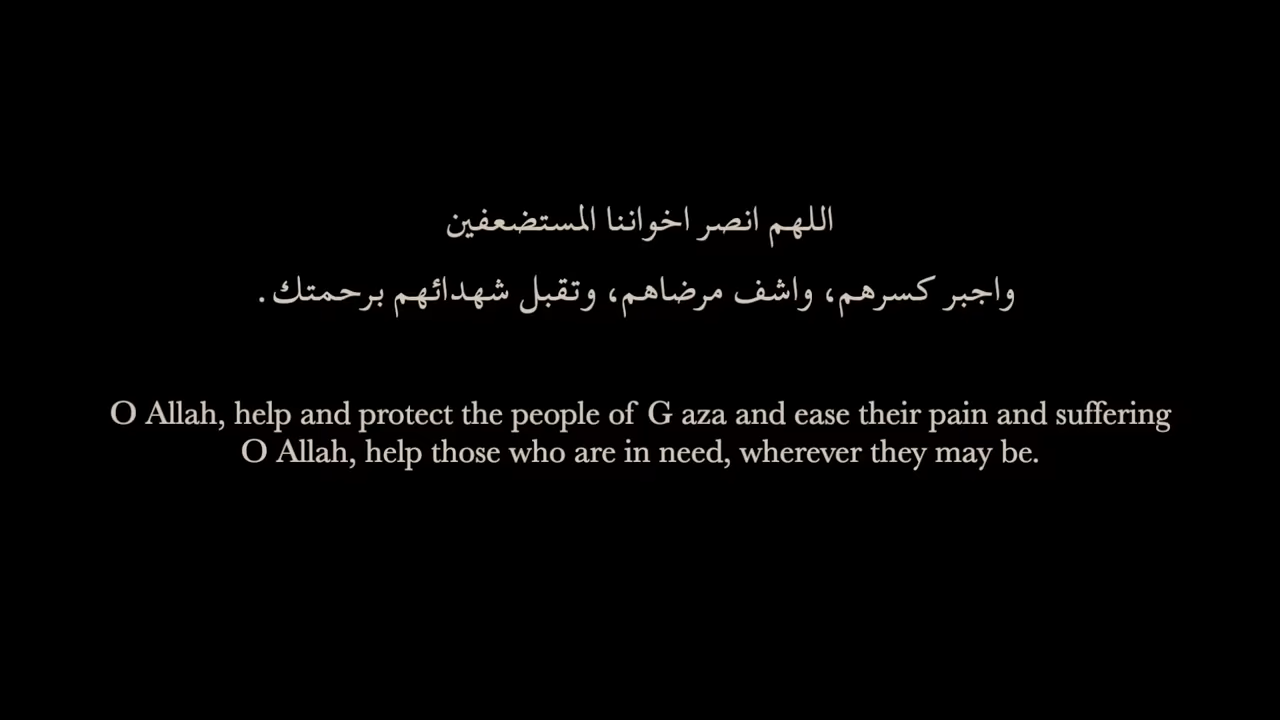 اللهم انصر اخواننا المستضعفين
واجبر كسرهم، واشف مرضاهم، وتقبل شهدائهم برحمتك.
O Allah, help and protect the people of G aza and ease their pain and suffering
O Allah, help those who are in need, wherever they may be.